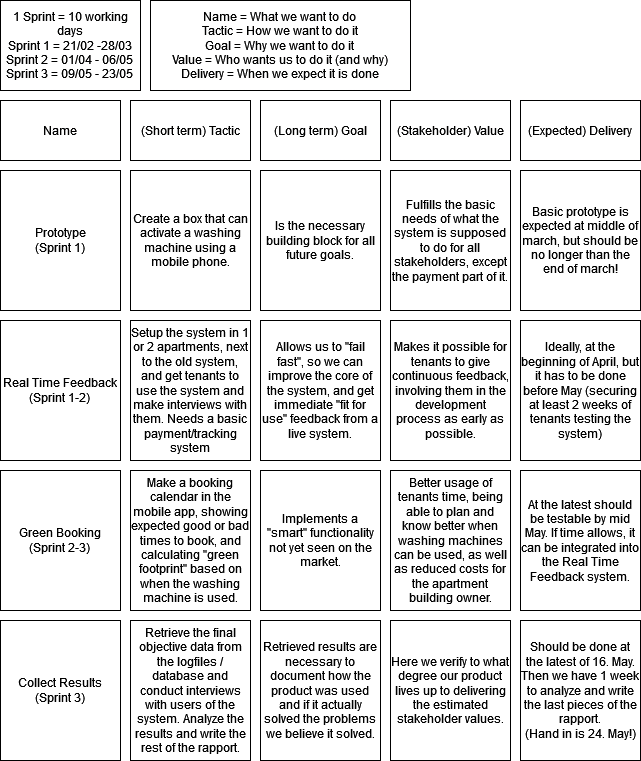 1 Sprint = 10 working
days
Sprint 1 = 21/02 -28/03
Sprint 2 = 01/04 - 06/05
Sprint 3 = 09/05 - 23/05
Name = What we want to do
Tactic = How we want to do it
Goal = Why we want to do it
Value = Who wants us to do it (and why)
Delivery = When we expect it is done
Name
(Short term) Tactic
(Long term) Goal
(Stakeholder) Value
(Expected) Delivery
Prototype
(Sprint 1)
Create a box that can
activate a washing
machine using a
mobile phone.
Is the necessary
building block for all
future goals.
Fulfills the basic
needs of what the
system is supposed
to do for all
stakeholders, except
the payment part of it.
Basic prototype is
expected at middle of
march, but should be
no longer than the
end of march!
Real Time Feedback
(Sprint 1-2)
Setup the system in 1
or 2 apartments, next
to the old system,
and get tenants to
use the system and
make interviews with
them. Needs a basic
payment/tracking
system
Allows us to "fail
fast", so we can
improve the core of
the system, and get
immediate "fit for
use" feedback from a
live system.
Makes it possible for
tenants to give
continuous feedback,
involving them in the
development
process as early as
possible.
Ideally, at the
beginning of April, but
it has to be done
before May (securing
at least 2 weeks of
tenants testing the
system)
Green Booking
(Sprint 2-3)
Make a booking
calendar in the
mobile app, showing
expected good or bad
times to book, and
calculating "green
footprint" based on
when the washing
machine is used.
Implements a
"smart" functionality
not yet seen on the
market.
Better usage of
tenants time, being
able to plan and
know better when
washing machines
can be used, as well
as reduced costs for
the apartment
building owner.
At the latest should
be testable by mid
May. If time allows, it
can be integrated into
the Real Time
Feedback system.
Collect Results
(Sprint 3)
Retrieve the final
objective data from
the logfiles /
database and
conduct interviews
with users of the
system. Analyze the
results and write the
rest of the rapport.
Retrieved results are
necessary to
document how the
product was used
and if it actually
solved the problems
we believe it solved.
Here we verify to what
degree our product
lives up to delivering
the estimated
stakeholder values.
Should be done at
the latest of 16. May.
Then we have 1 week
to analyze and write
the last pieces of the
rapport.
(Hand in is 24. May!)